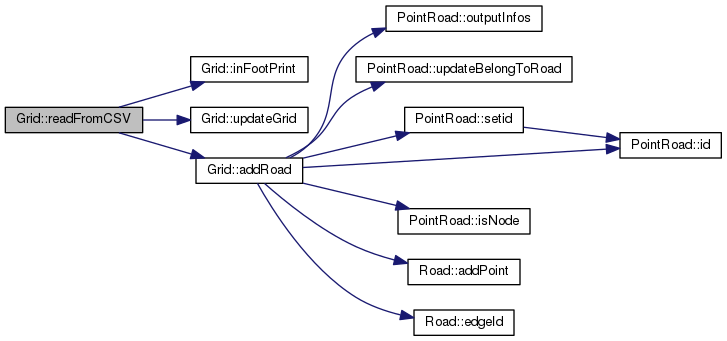 PointRoad::outputInfos
Grid::inFootPrint
PointRoad::updateBelongToRoad
Grid::readFromCSV
Grid::updateGrid
PointRoad::setid
PointRoad::id
Grid::addRoad
PointRoad::isNode
Road::addPoint
Road::edgeId